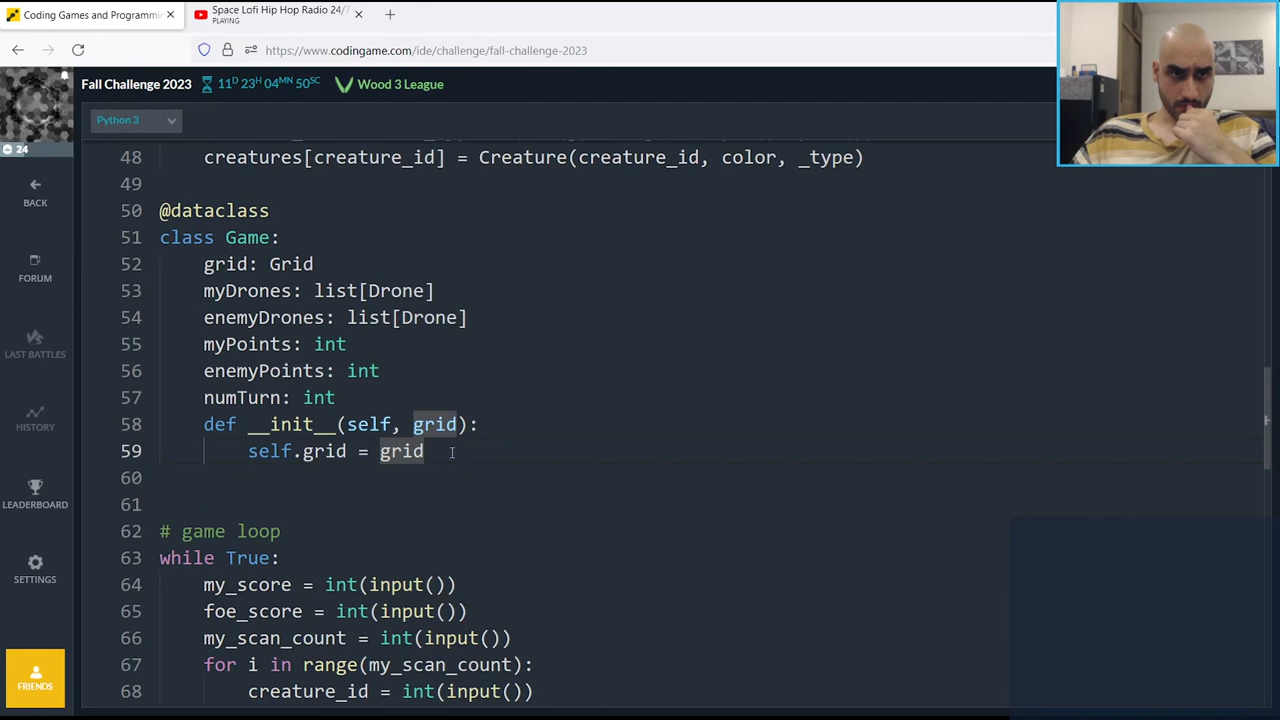 Coding Games and Programmi
Space Lofi Hip Hop Radio 24/7
PLAYING
https://www.codingame.com/ide/challenge/fall-challenge-2023
Fall Challenge 2023
11D 23H 04MN 50SC
Wood 3 League
Python 3
24
BACK
FORUM
LAST BATTLES
HISTORY
LEADERBOARD
SETTINGS
FRIENDS
48 creatures[creature_id] = Creature(creature_id, color, _type)
49
50 @dataclass
51 class Game:
52 grid: Grid
53 myDrones: list[Drone]
54 enemyDrones: list[Drone]
55 myPoints: int
56 enemyPoints: int
57 numTurn: int
58 def __init__(self, grid):
59 self.grid = grid
60
61
62 # game loop
63 while True:
64 my_score = int(input())
65 foe_score = int(input())
66 my_scan_count = int(input())
67 for i in range(my_scan_count):
68 creature_id = int(input())